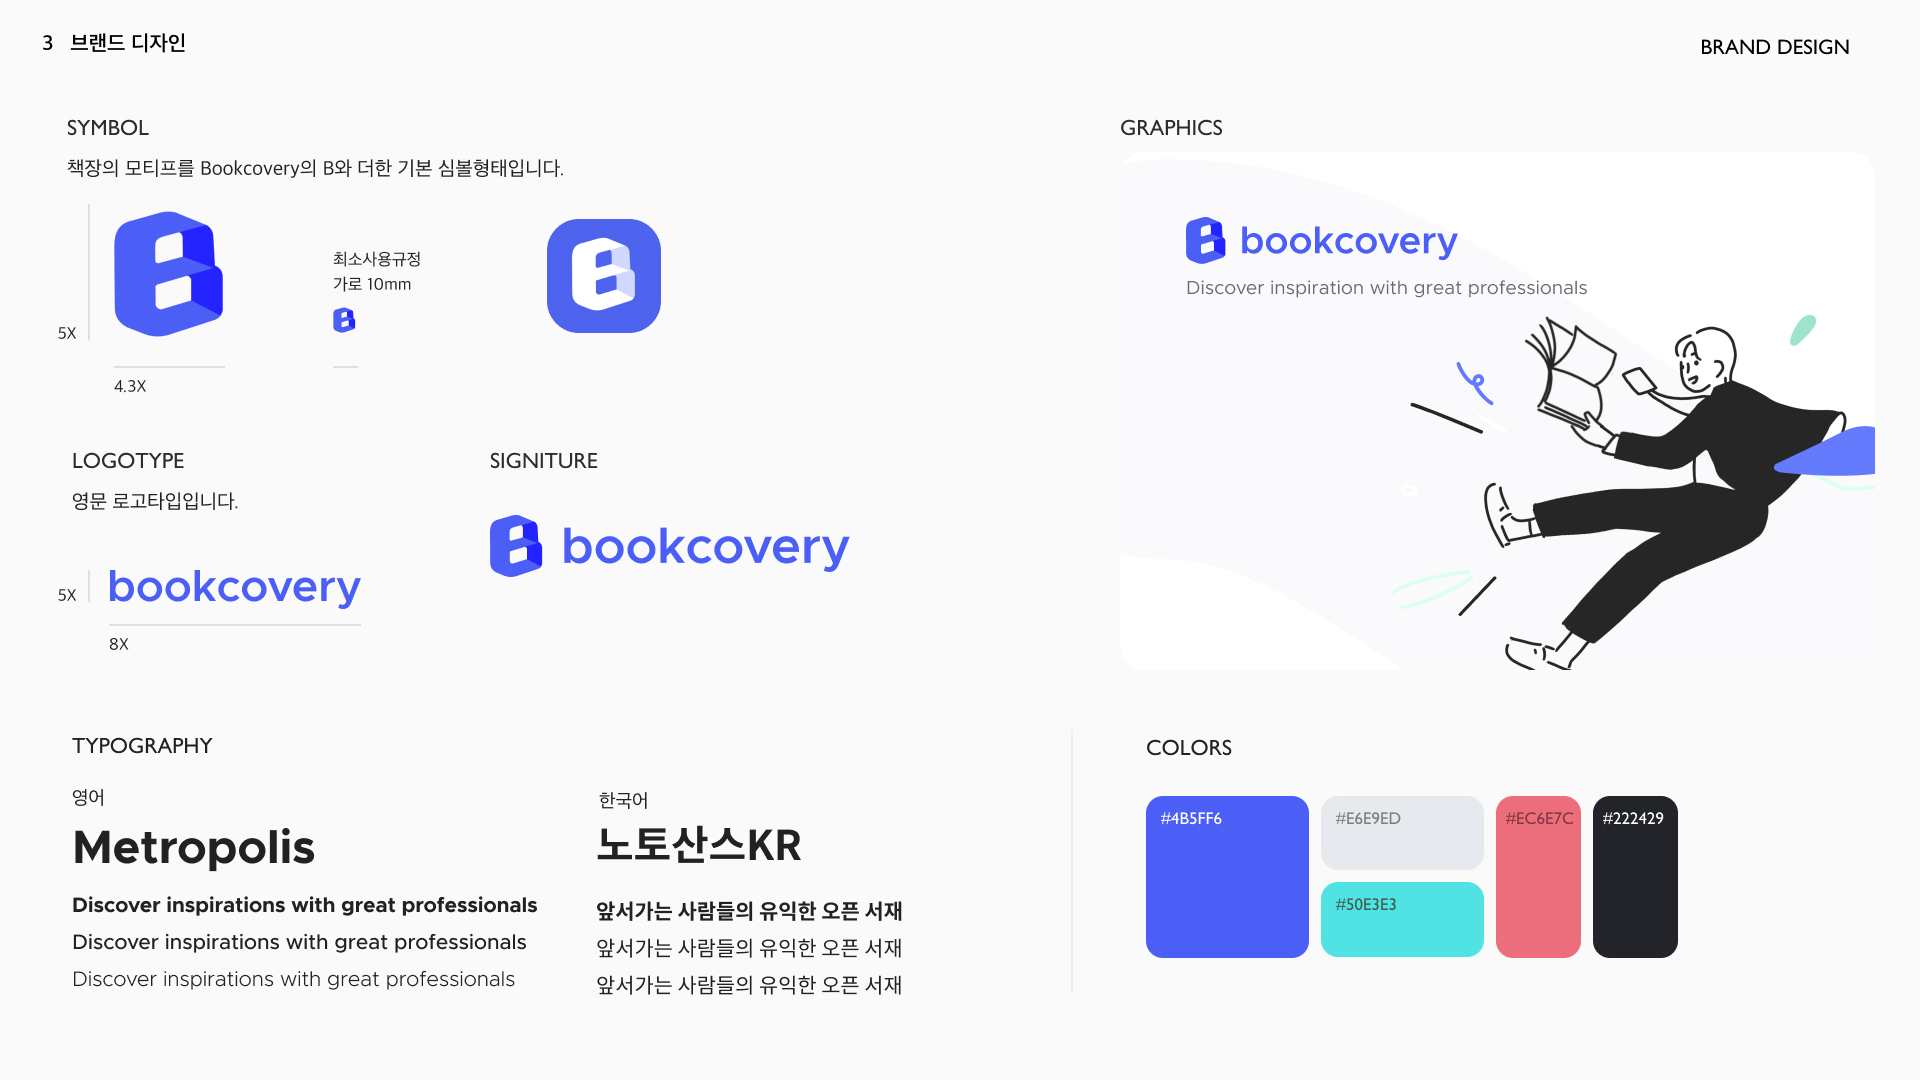 3 브랜드 디자인
BRAND DESIGN
SYMBOL
책장의 모티프를 Bookcovery의 B와 더한 기본 심볼형태입니다.
5X
4.3X
최소사용규정
가로 10mm
LOGOTYPE
영문 로고타입입니다.
5X
bookcovery
8X
SIGNITURE
bookcovery
GRAPHICS
bookcovery
Discover inspiration with great professionals
TYPOGRAPHY
영어
Metropolis
Discover inspirations with great professionals
Discover inspirations with great professionals
Discover inspirations with great professionals
한국어
노토산스KR
앞서가는 사람들의 유익한 오픈 서재
앞서가는 사람들의 유익한 오픈 서재
앞서가는 사람들의 유익한 오픈 서재
COLORS
#4B5FF6
#E6E9ED
#50E3E3
#EC6E7C
#222429